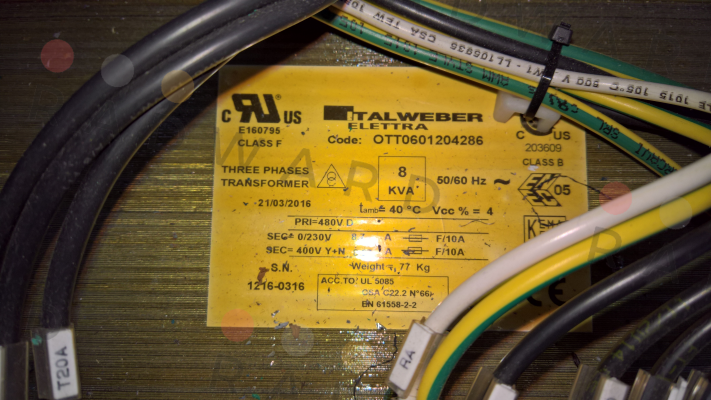 C UR US
E160795
CLASS F
ITALWEBER
ELETTRA
Code: OTT0601204286
C US
203609
CLASS B
THREE PHASES
TRANSFORMER
8
KVA
50/60 Hz ~
05
21/03/2016
tamb= 40 °C Vcc % = 4
PRI=480V D
SEC= 0/230V A F/10A
SEC= 400V Y+N A F/10A
S.N. Weight 77 Kg
1216-0316
ACC.TO: UL 5085
CSA C22.2 N°66
EN 61558-2-2
CE
T20A
RA